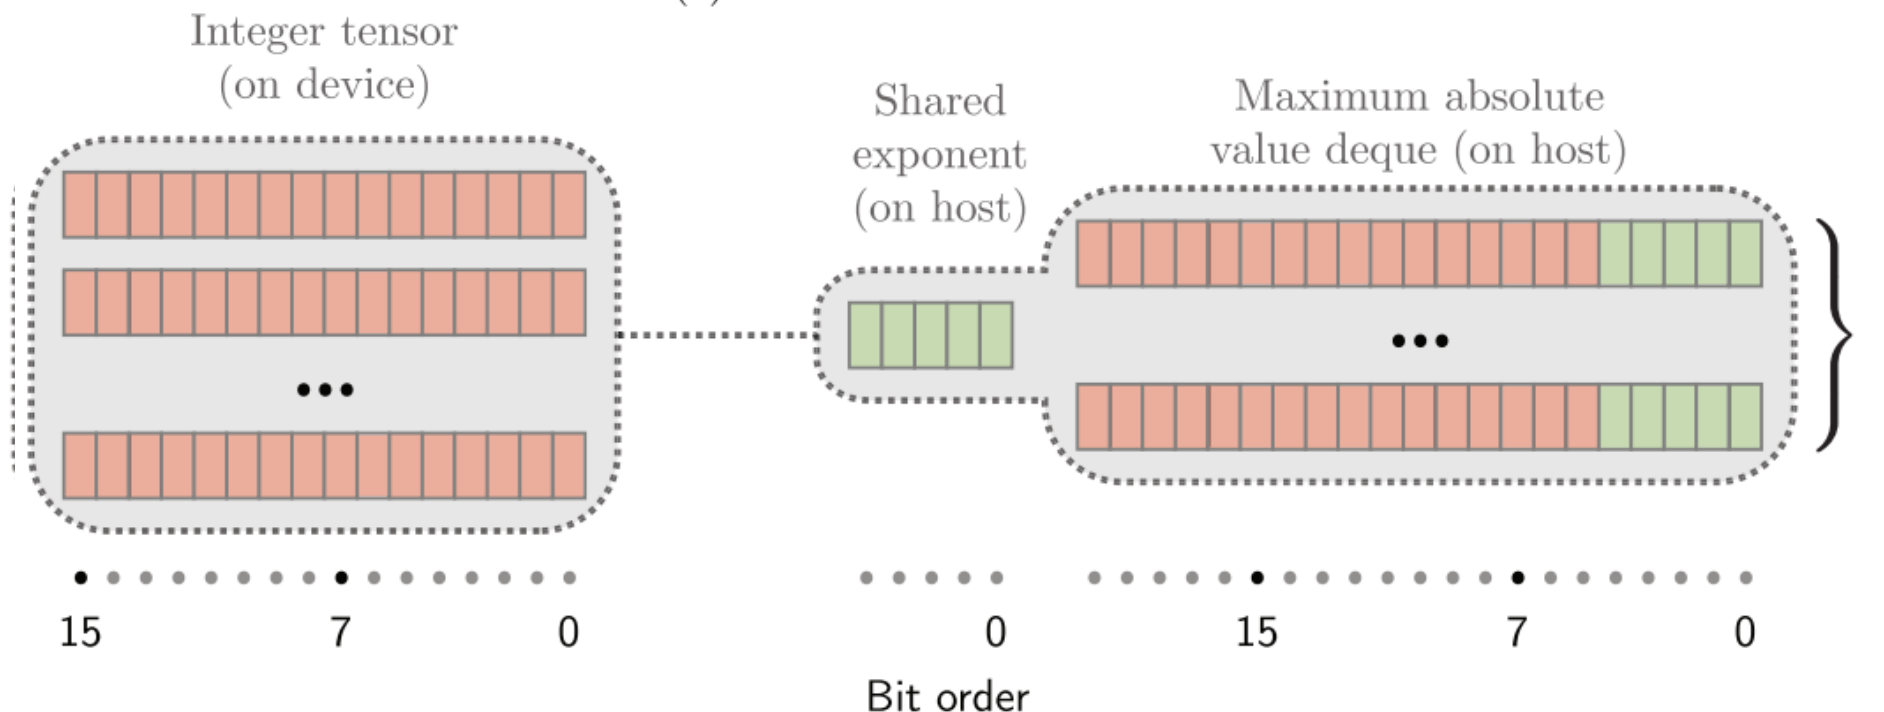 Integer tensor
(on device)
Shared
exponent
(on host)
Maximum absolute
value deque (on host)
15 7 0
0
15 7 0
Bit order